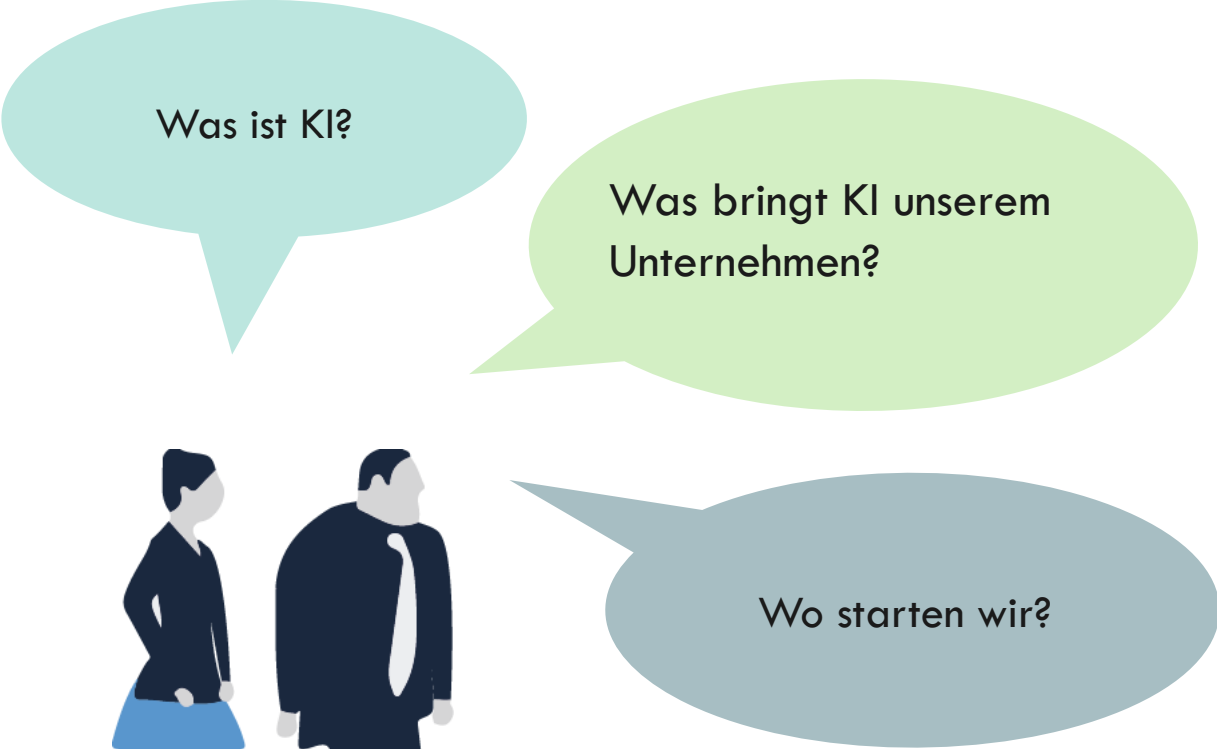 Was ist KI?
Was bringt KI unserem
Unternehmen?
Wo starten wir?